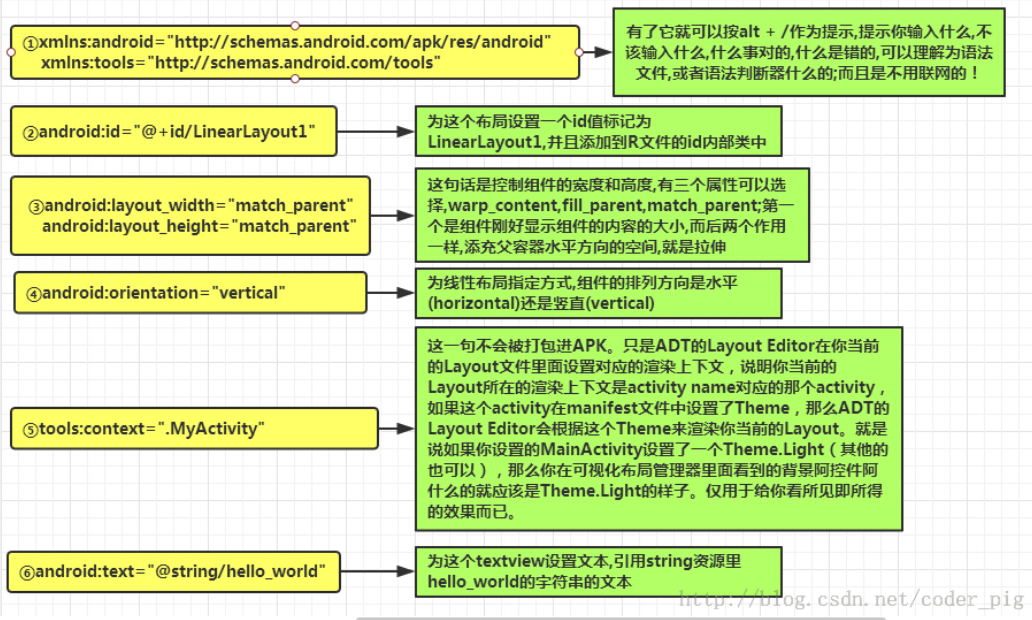 ①xmlns:android="http://schemas.android.com/apk/res/android"
xmlns:tools="http://schemas.android.com/tools"
有了它就可以按alt + /作为提示,提示你输入什么,不
该输入什么,什么事对的,什么是错的,可以理解为语法
文件,或者语法判断器什么的;而且是不用联网的！
②android:id="@+id/LinearLayout1"
为这个布局设置一个id值标记为
LinearLayout1,并且添加到R文件的id内部类中
③android:layout_width="match_parent"
android:layout_height="match_parent"
这句话是控制组件的宽度和高度,有三个属性可以选
择,warp_content,fill_parent,match_parent;第一
个是组件刚好显示组件的内容的大小,而后两个作用
一样,添充父容器水平方向的空间,就是拉伸
④android:orientation="vertical"
为线性布局指定方式,组件的排列方向是水平
(horizontal)还是竖直(vertical)
⑤tools:context=".MyActivity"
这一句不会被打包进APK。只是ADT的Layout Editor在你当前
的Layout文件里面设置对应的渲染上下文，说明你当前的
Layout所在的渲染上下文是activity name对应的那个activity，
如果这个activity在manifest文件中设置了Theme，那么ADT的
Layout Editor会根据这个Theme来渲染你当前的Layout。就是
说如果你设置的MainActivity设置了一个Theme.Light（其他的
也可以），那么你在可视化布局管理器里面看到的背景阿控件阿
什么的就应该是Theme.Light的样子。仅用于给你看所见即所得
的效果而已。
⑥android:text="@string/hello_world"
为这个textview设置文本,引用string资源里
hello_world的字符串的文本
http://blog.csdn.net/coder_pig